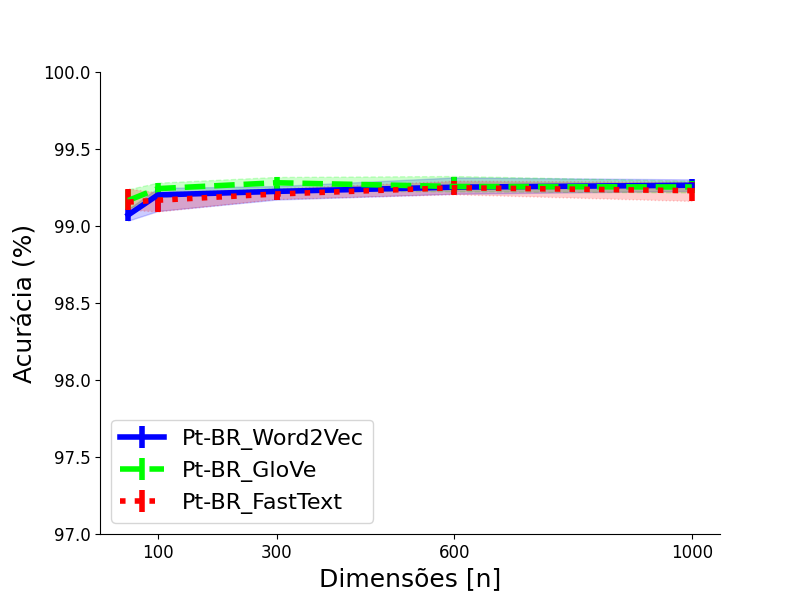 100.0
99.5
99.0
98.5
98.0
97.5
97.0
Acurácia (%)
Pt-BR_Word2Vec
Pt-BR_GloVe
Pt-BR_FastText
100 300 600 1000
Dimensões [n]